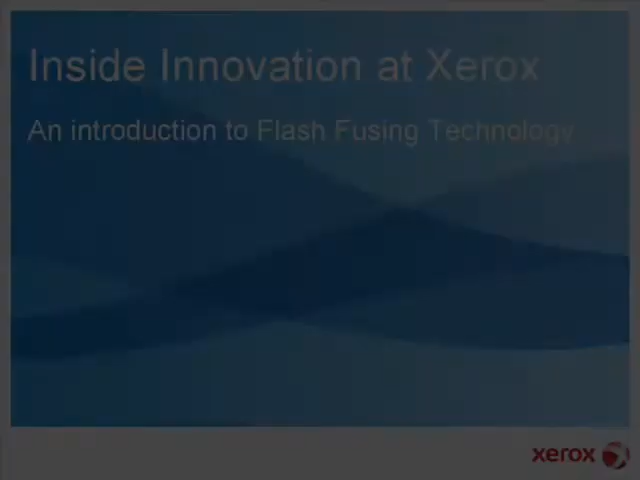 Inside Innovation at Xerox
An introduction to Flash Fusing Technology
xerox